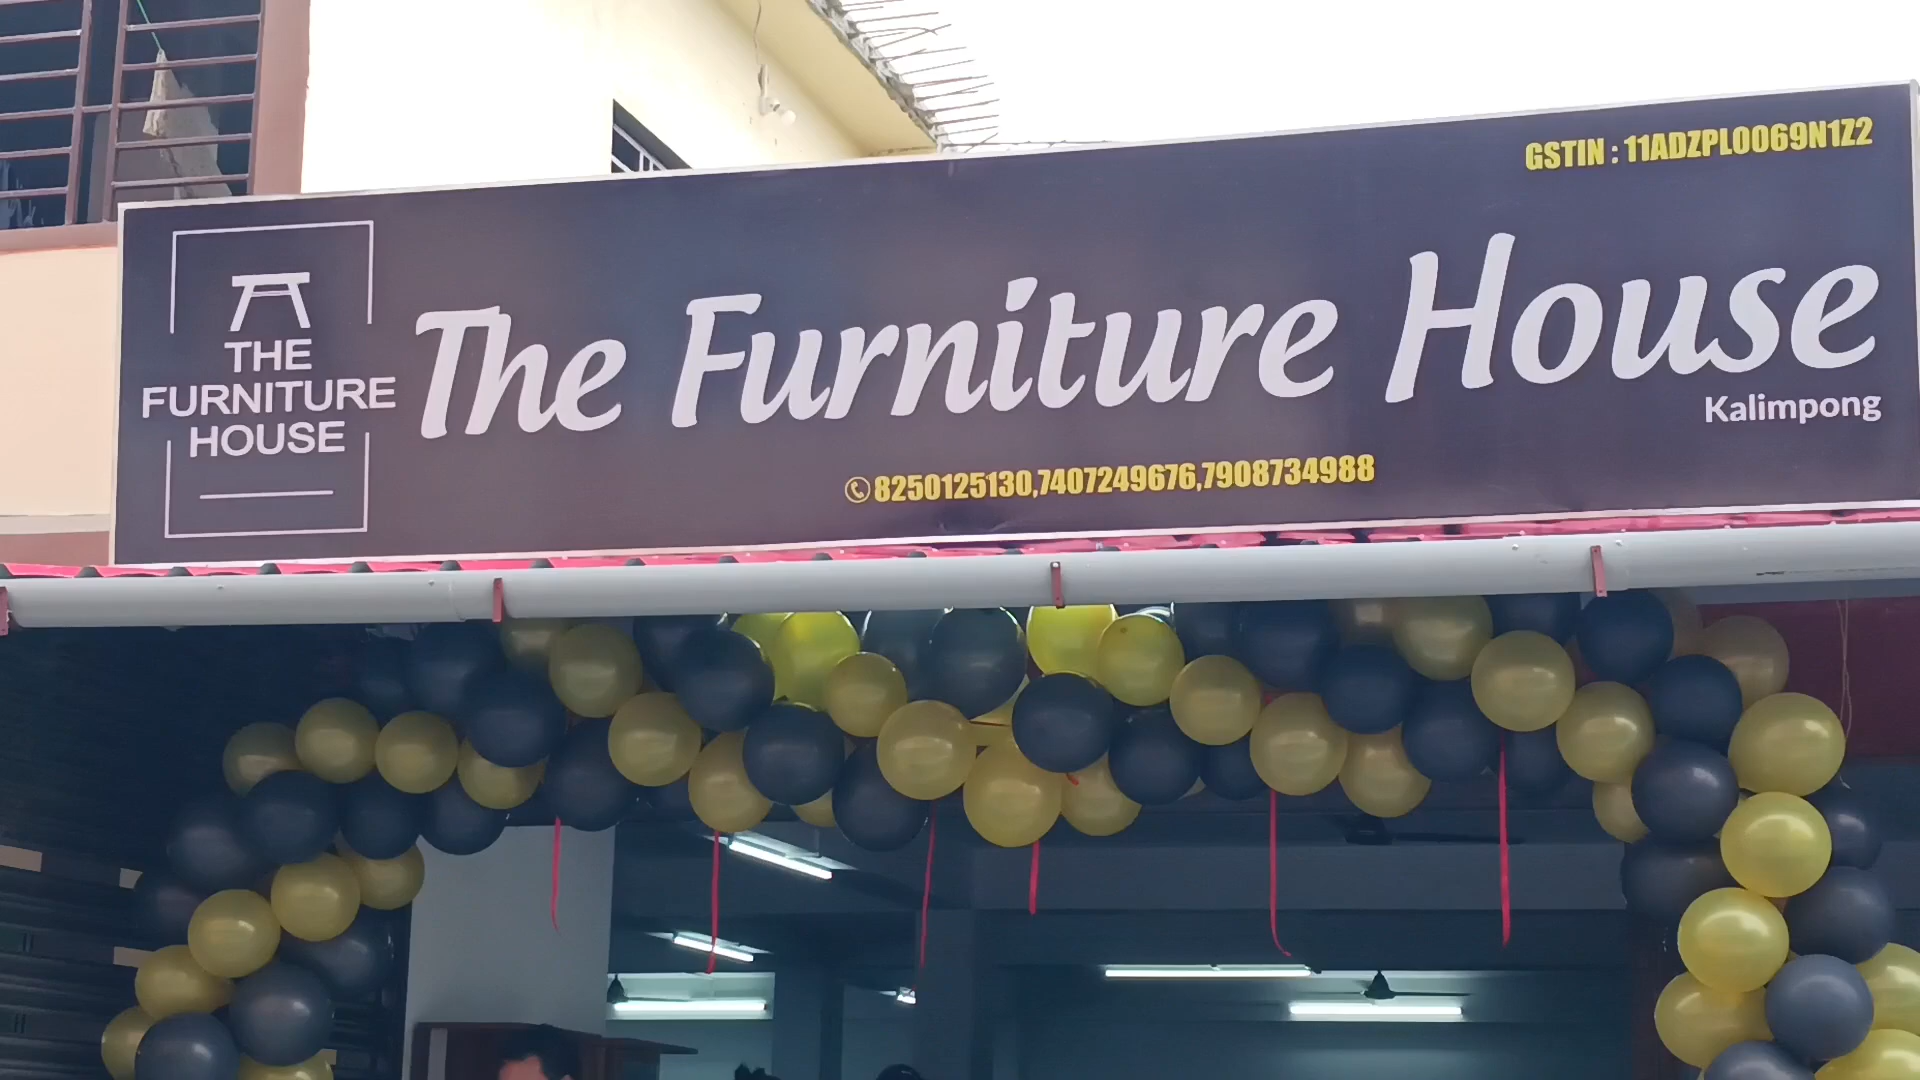 GSTIN : 11ADZPL0069N1Z2
THE
FURNITURE
HOUSE
The Furniture House
Kalimpong
8250125130,7407249676,7908734988